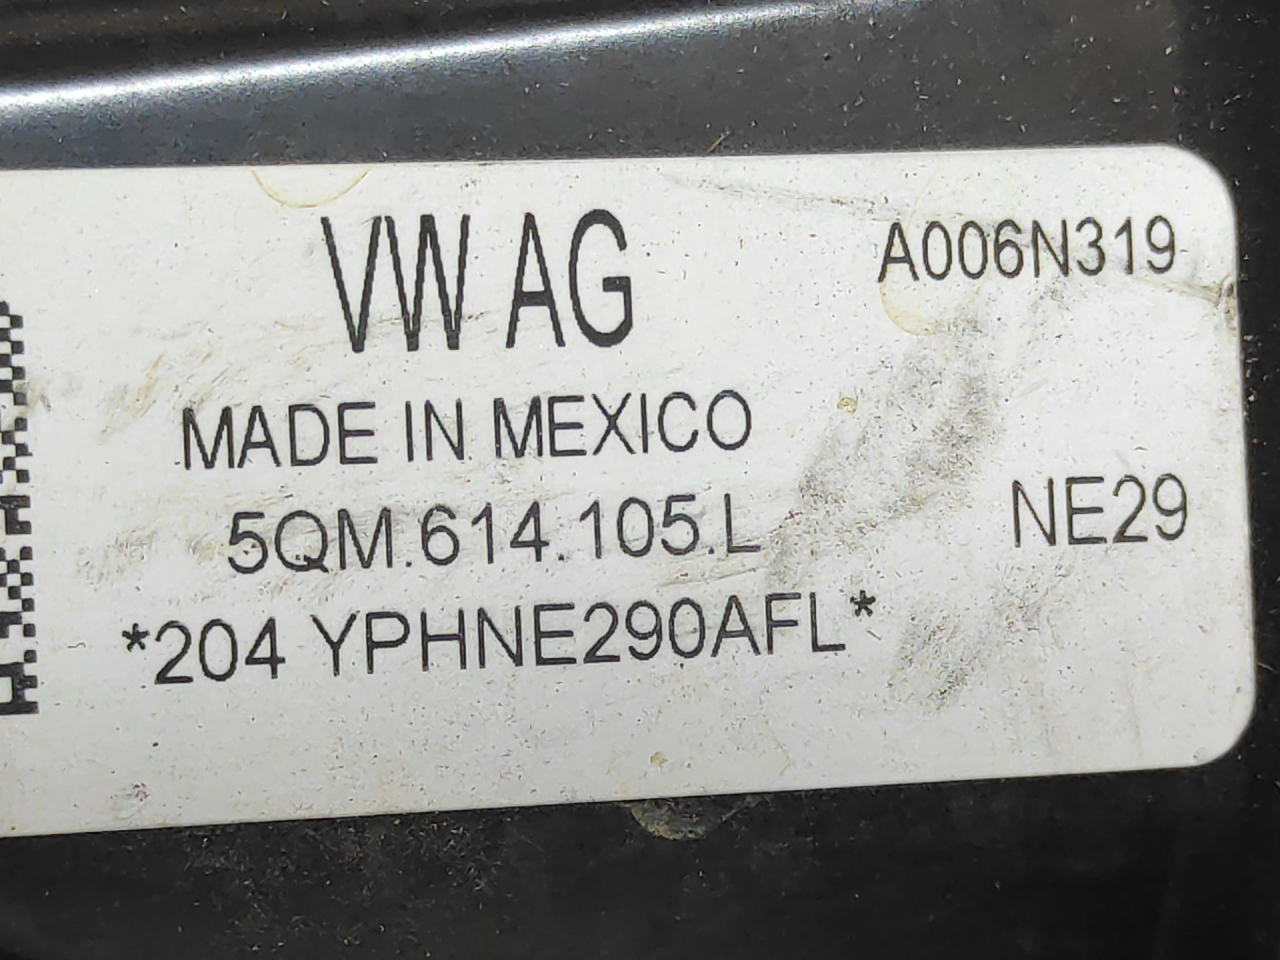 VW AG
A006N319
MADE IN MEXICO
5QM.614.105.L
NE29
*204 YPHNE290AFL*